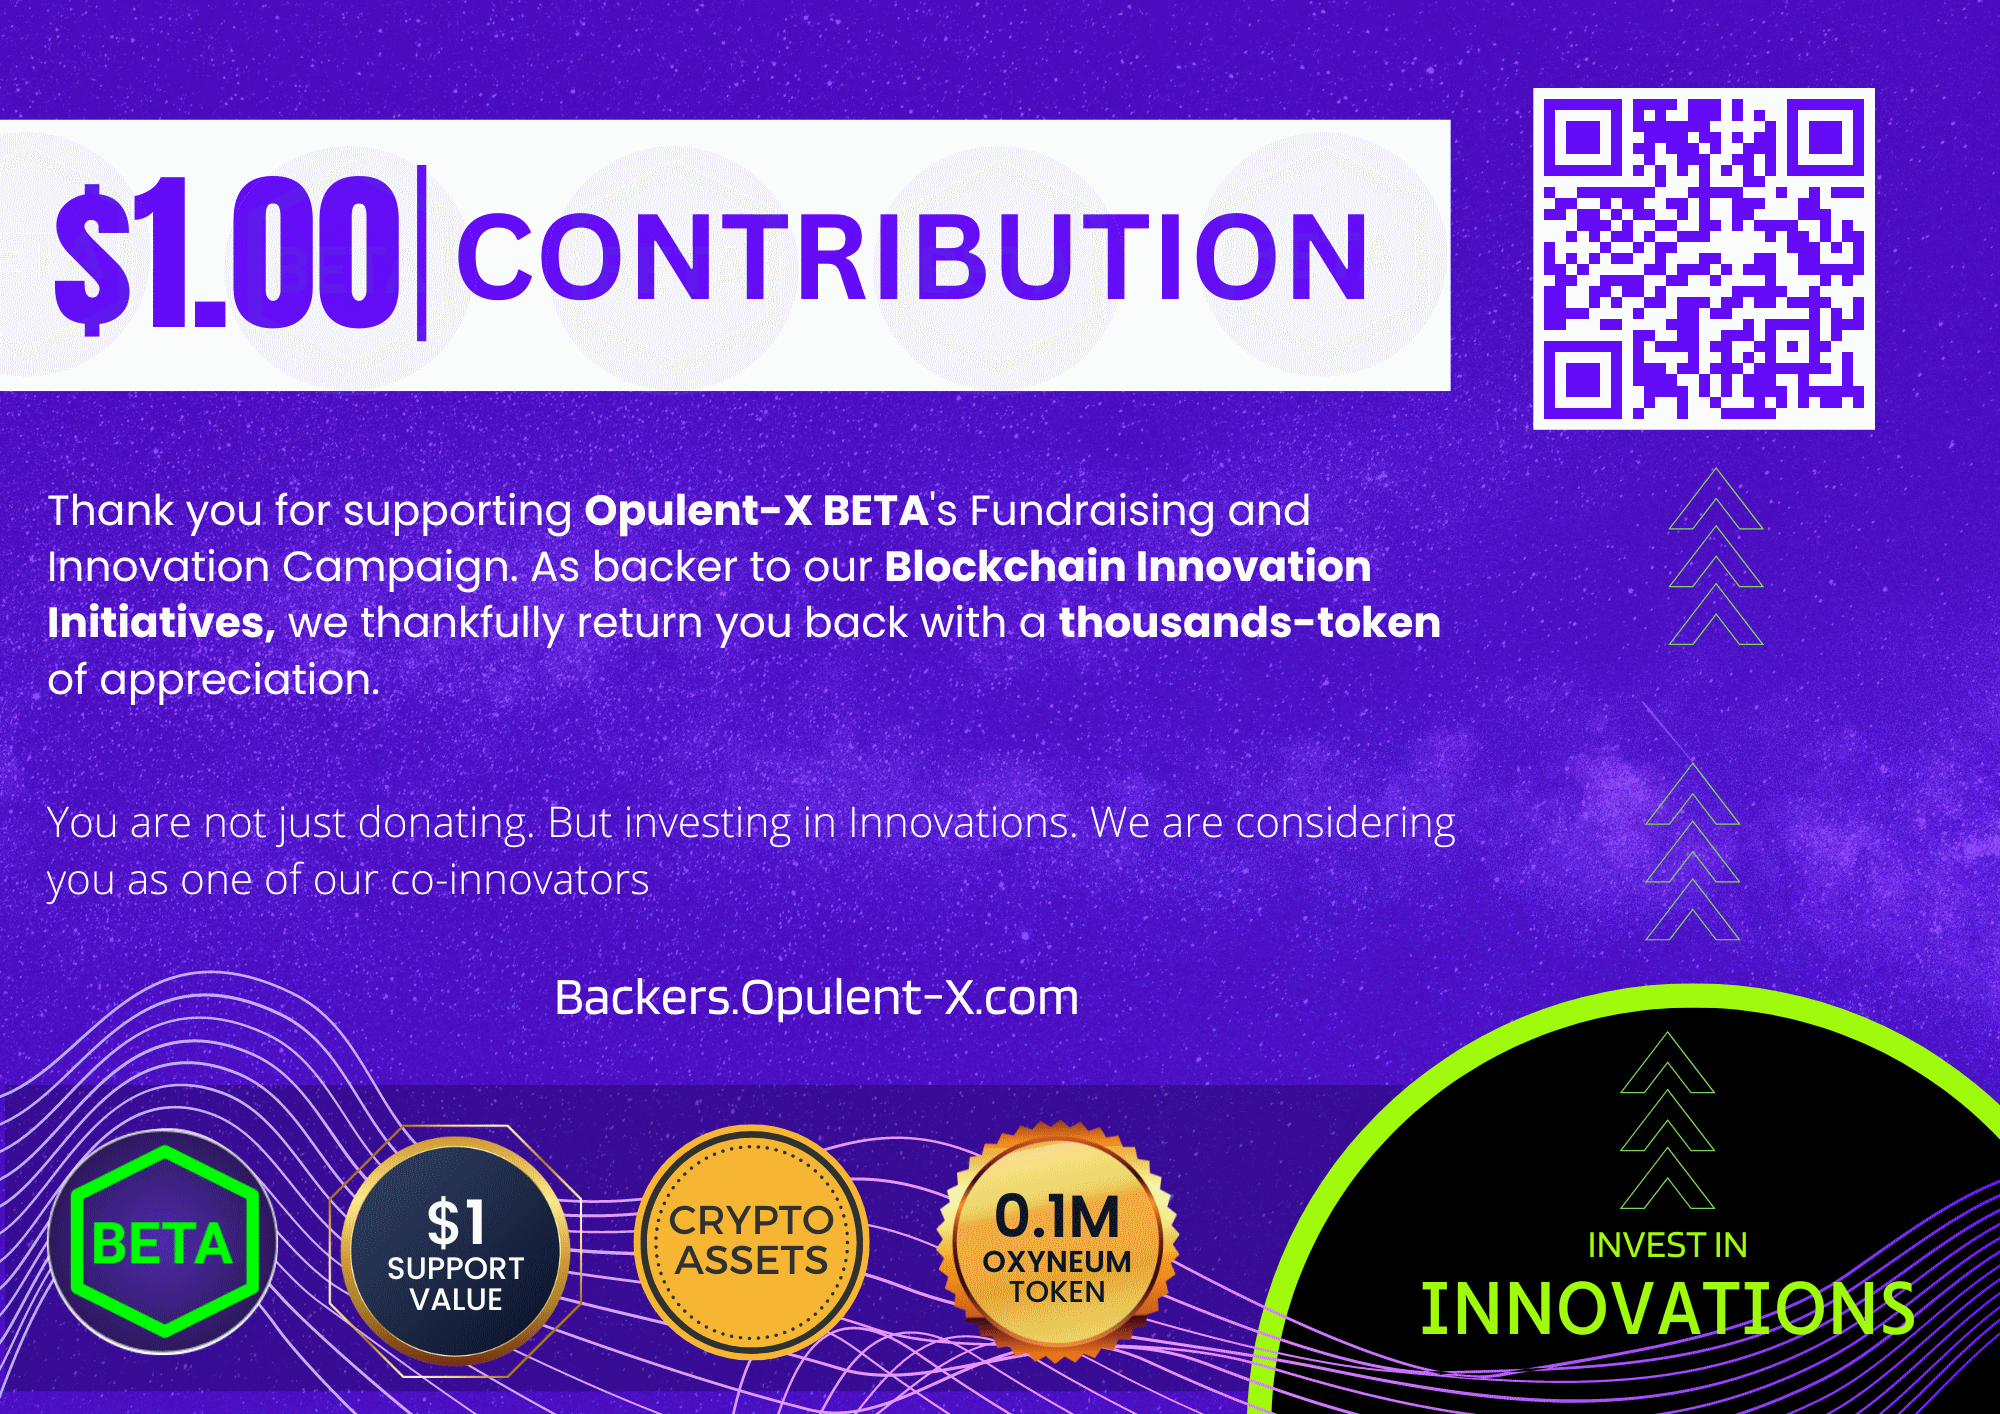 $1.00 CONTRIBUTION
Thank you for supporting Opulent-X BETA's Fundraising and
Innovation Campaign. As backer to our Blockchain Innovation
Initiatives, we thankfully return you back with a thousands-token
of appreciation.
You are not just donating. But investing in Innovations. We are considering
you as one of our co-innovators
Backers.Opulent-X.com
BETA
$1
SUPPORT
VALUE
CRYPTO
ASSETS
0.1M
OXYNEUM
TOKEN
INVEST IN
INNOVATIONS